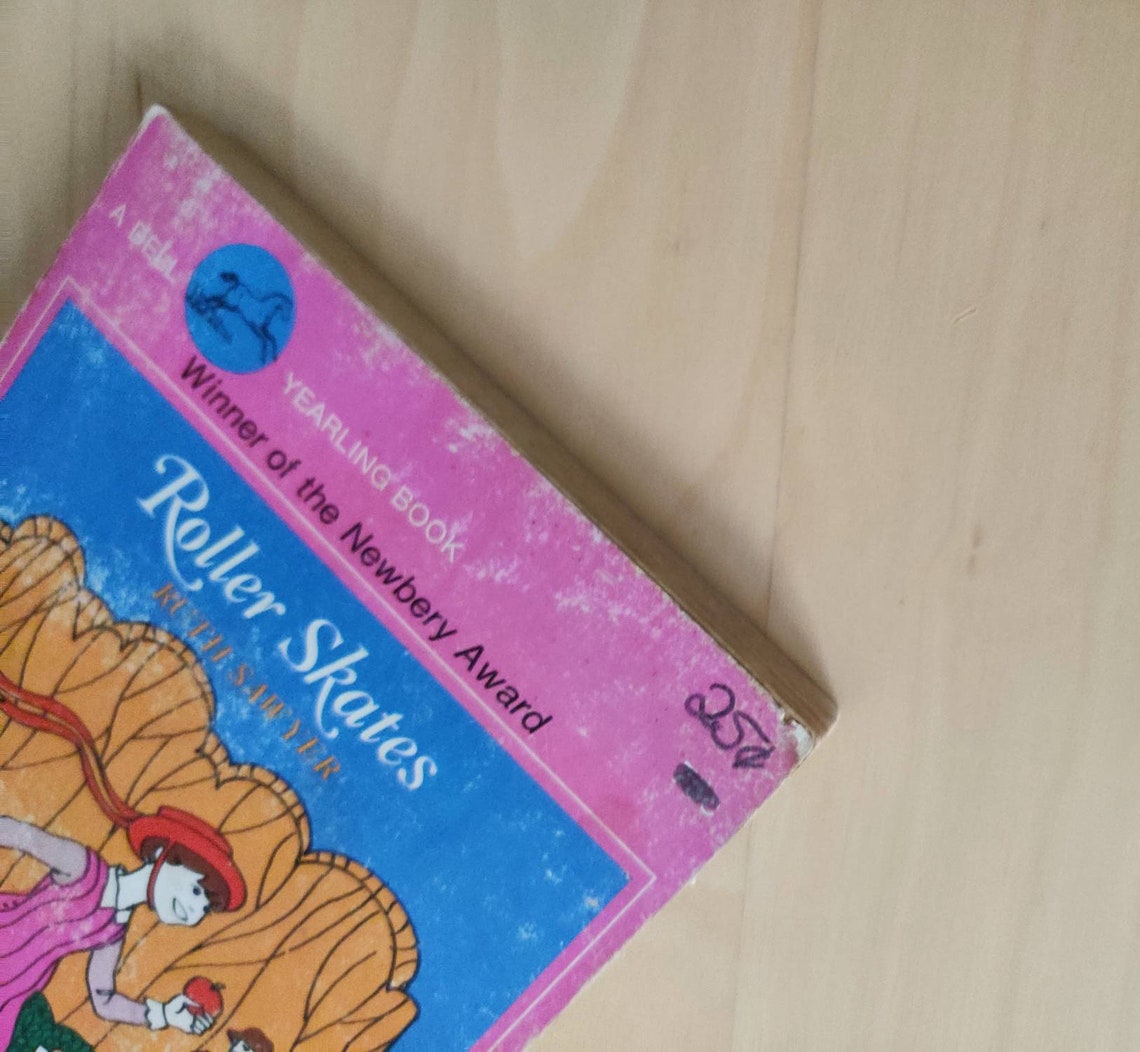 A DELL YEARLING BOOK
Winner of the Newbery Award
25¢
Roller Skates
RUTH SAWYER